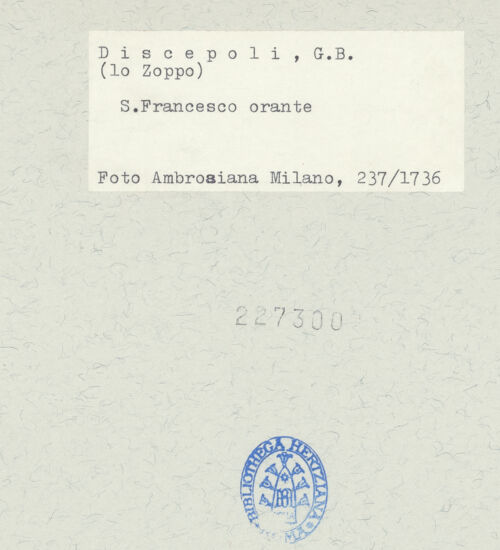 D i s c e p o l i , G.B.
(lo Zoppo)
S.Francesco orante
Foto Ambrosiana Milano, 237/1736
227300
BIBLIOTHECA HERTZIANA